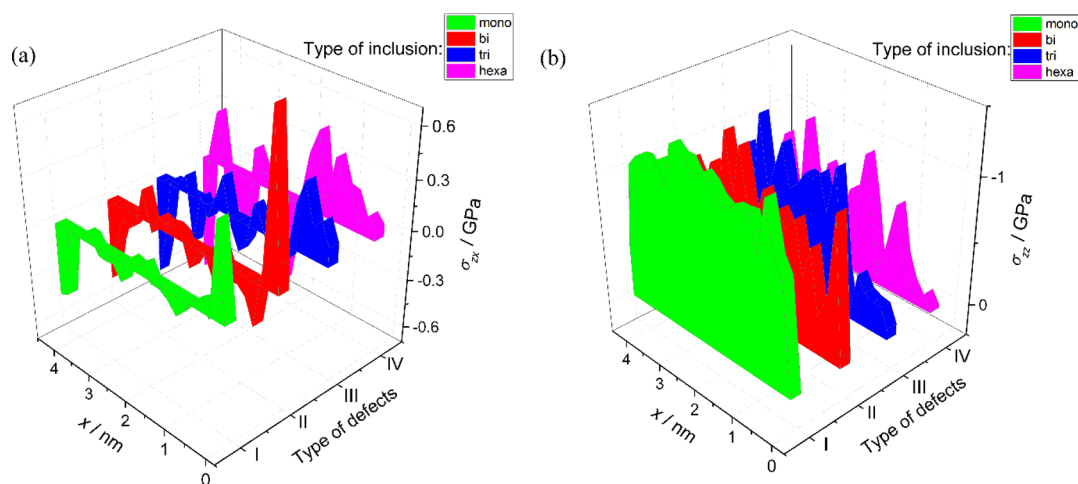 (a)
Type of inclusion:
mono
bi
tri
hexa
0.6
0.3
0.0
-0.3
-0.6
σzx / GPa
4
3
2
1
0
x / nm
I
II
III
IV
Type of defects
(b)
Type of inclusion:
mono
bi
tri
hexa
-1
0
σzz / GPa
4
3
2
1
0
x / nm
I
II
III
IV
Type of defects